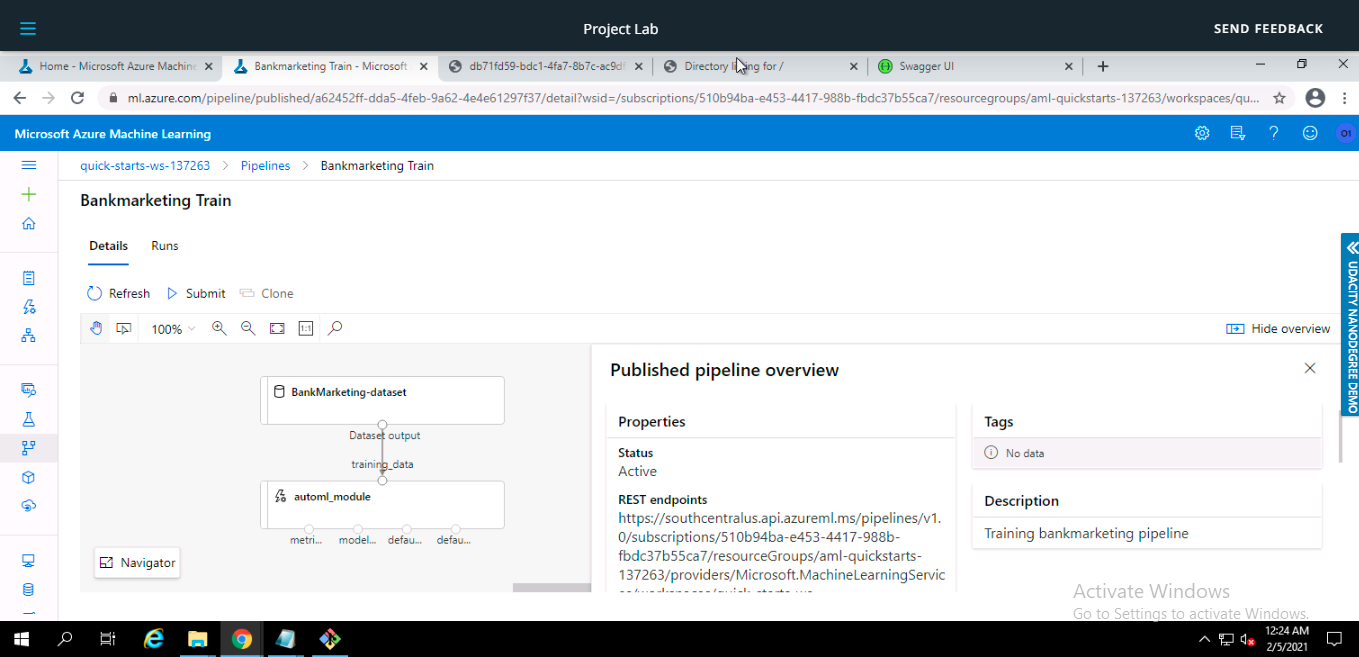 Project Lab
SEND FEEDBACK
Home - Microsoft Azure Machine
Bankmarketing Train - Microsoft
db71fd59-bdc1-4fa7-8b7c-ac9d
Directory listing for /
Swagger UI
ml.azure.com/pipeline/published/a62452ff-dda5-4feb-9a62-4e4e61297f37/detail?wsid=/subscriptions/510b94ba-e453-4417-988b-fbdc37b55ca7/resourcegroups/aml-quickstarts-137263/workspaces/qu...
Microsoft Azure Machine Learning
01
quick-starts-ws-137263 > Pipelines > Bankmarketing Train
Bankmarketing Train
Details Runs
Refresh Submit Clone
100%
1:1
Hide overview
BankMarketing-dataset
Dataset output
training_data
automl_module
metri... model... defau... defau...
Navigator
Published pipeline overview
Properties
Status
Active
REST endpoints
https://southcentralus.api.azureml.ms/pipelines/v1.
0/subscriptions/510b94ba-e453-4417-988b-
fbdc37b55ca7/resourceGroups/aml-quickstarts-
137263/providers/Microsoft.MachineLearningServic
Tags
No data
Description
Training bankmarketing pipeline
UDACITY NANODEGREE DEMO
Activate Windows
Go to Settings to activate Windows.
12:24 AM
2/5/2021